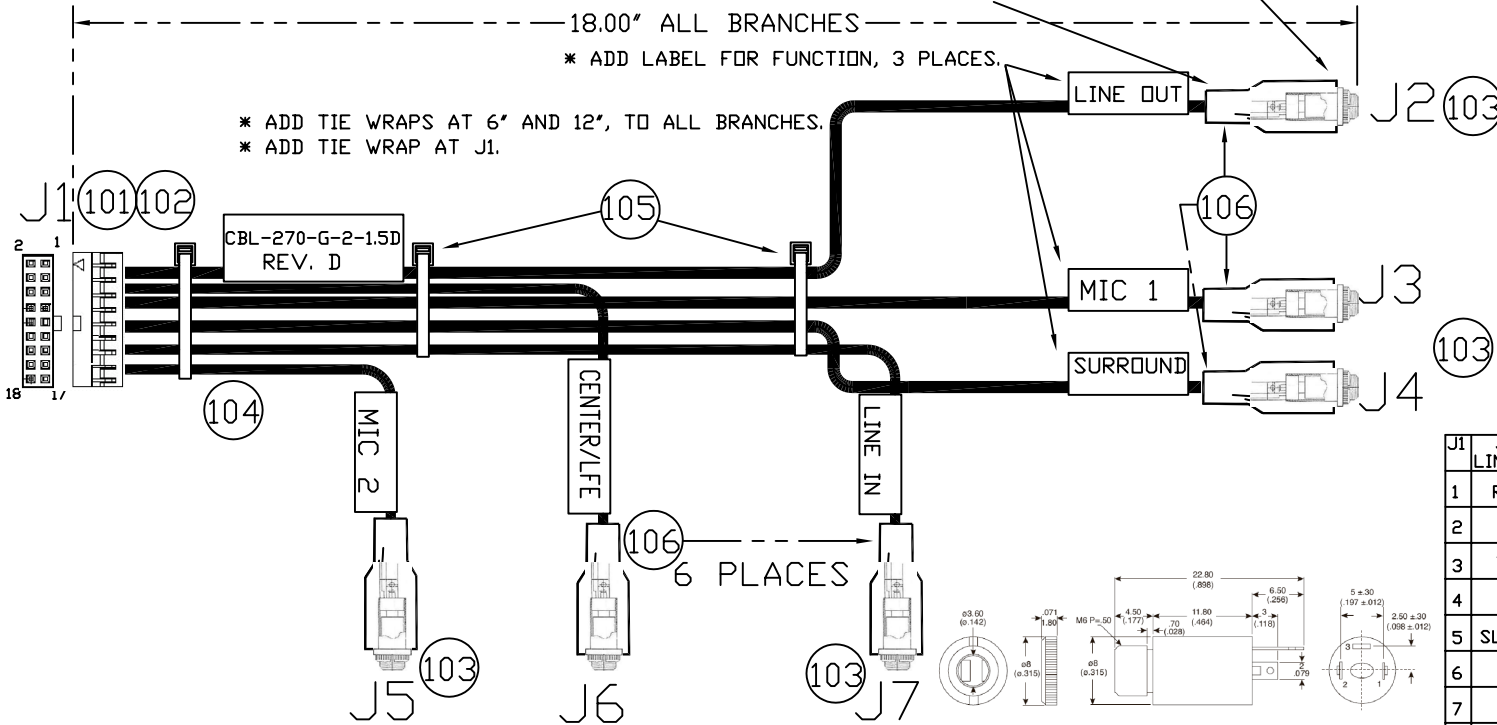 18.00" ALL BRANCHES
* ADD LABEL FOR FUNCTION, 3 PLACES.
LINE OUT
J2
103
* ADD TIE WRAPS AT 6" AND 12", TO ALL BRANCHES.
* ADD TIE WRAP AT J1.
J1
101
102
105
106
2
1
CBL-270-G-2-1.5D
REV. D
MIC 1
J3
103
SURROUND
J4
18
17
104
MIC 2
CENTER/LFE
LINE IN
106
6 PLACES
103
J5
J6
103
J7
22.80
(.898)
6.50
(.256)
4.50
(.177)
11.80
(.464)
3
(.118)
M6 P=.50
.70
(.028)
ø3.60
(ø.142)
.071
1.80
ø8
(ø.315)
ø8
(ø.315)
2
.079
5 ±.30
(.197 ±.012)
2.50 ±.30
(.098 ±.012)
3
2
1
J1
1
2
3
4
5
6
7